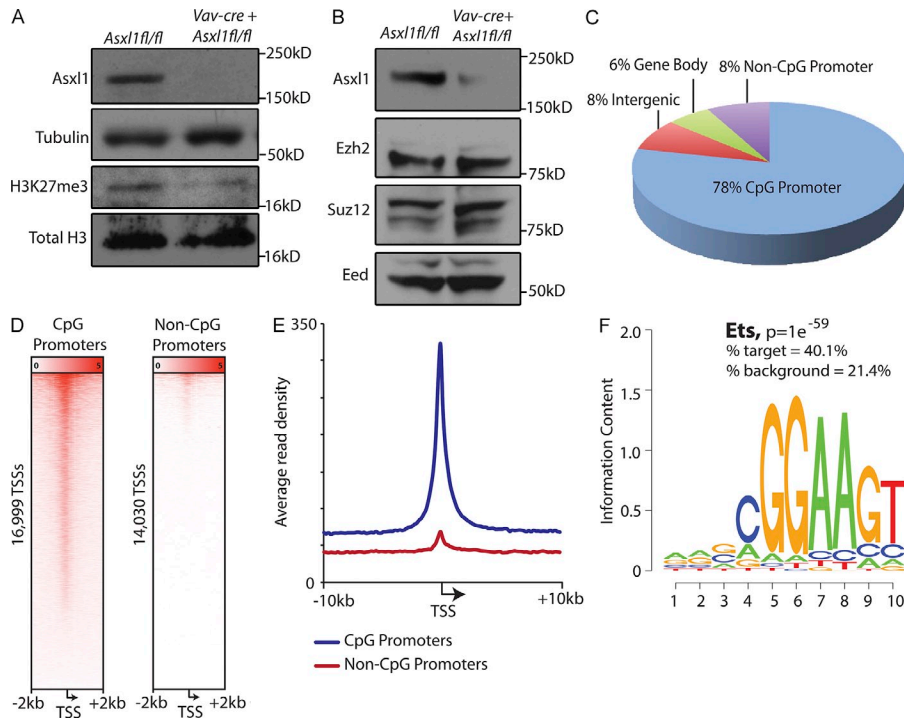 A
Asxl1fl/fl
Vav-cre +
Asxl1fl/fl
250kD
Asxl1
150kD
Tubulin
50kD
H3K27me3
16kD
Total H3
16kD
B
Asxl1fl/fl
Vav-cre+
Asxl1fl/fl
250kD
Asxl1
150kD
Ezh2
75kD
Suz12
75kD
Eed
50kD
C
6% Gene Body
8% Non-CpG Promoter
8% Intergenic
78% CpG Promoter
D
CpG
Promoters
Non-CpG
Promoters
0 5
0 5
16,999 TSSs
14,030 TSSs
-2kb TSS +2kb
-2kb TSS +2kb
E
350
Average read density
0
-10kb TSS +10kb
CpG Promoters
Non-CpG Promoters
F
Ets, p=1e-59
% target = 40.1%
% background = 21.4%
Information Content
2.0
1.5
1.0
0.5
0
CGGAAGT
1 2 3 4 5 6 7 8 9 10